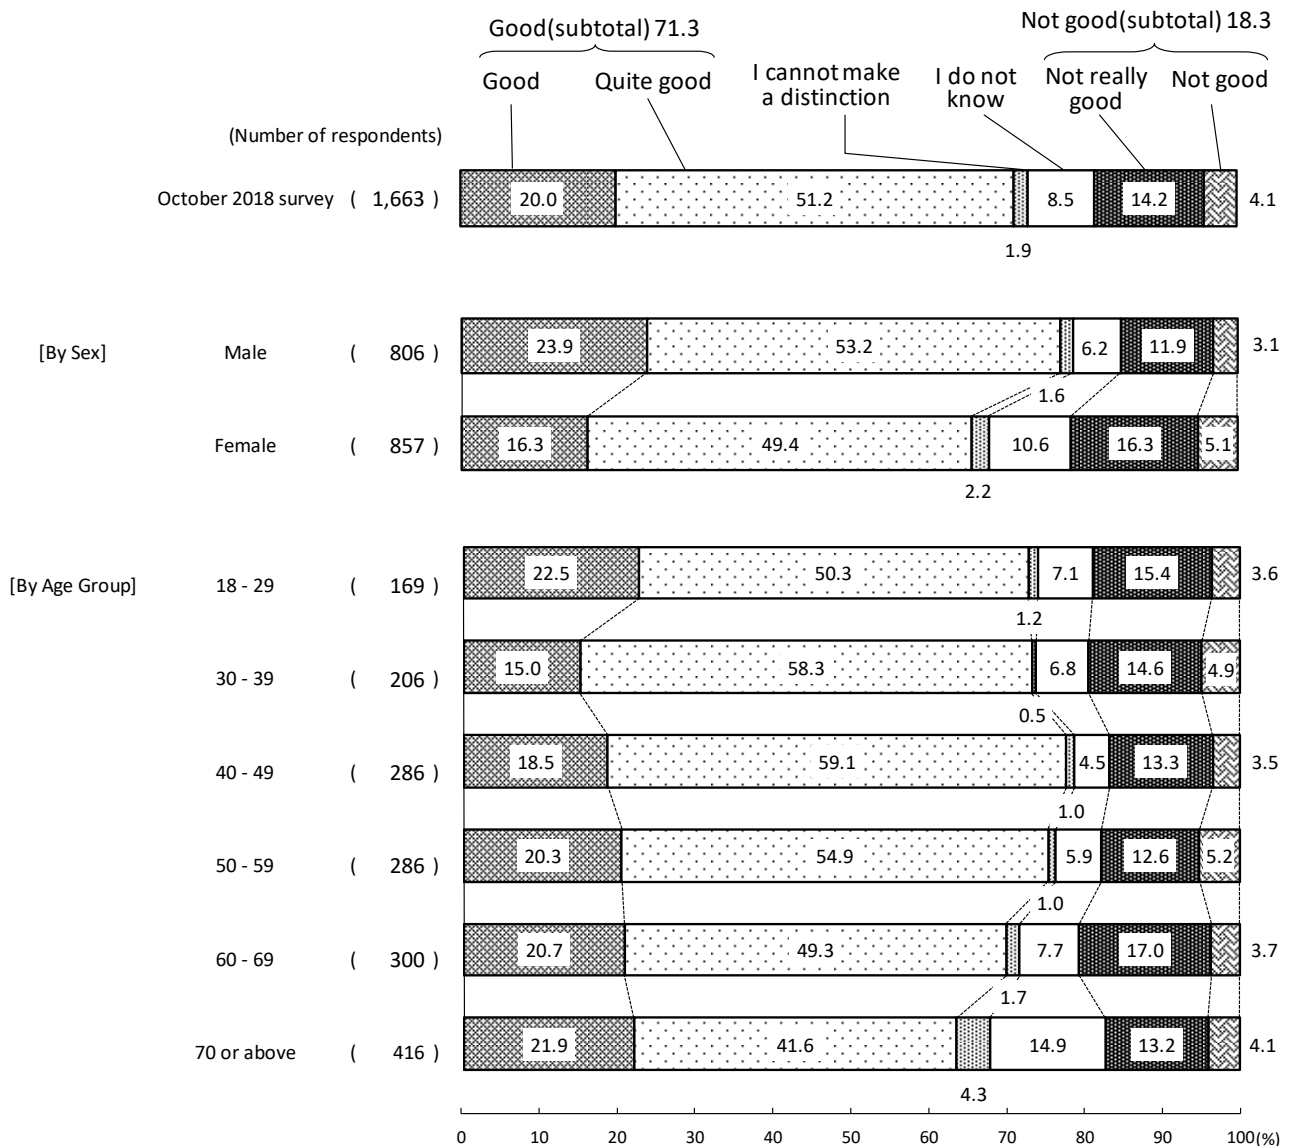 Good(subtotal) 71.3
Not good(subtotal) 18.3
Good
Quite good
I cannot make
a distinction
I do not
know
Not really
good
Not good
(Number of respondents)
October 2018 survey ( 1,663 ) 20.0 51.2 8.5 14.2 4.1
1.9
[By Sex] Male ( 806 ) 23.9 53.2 6.2 11.9 3.1
1.6
Female ( 857 ) 16.3 49.4 10.6 16.3 5.1
2.2
[By Age Group] 18 - 29 ( 169 ) 22.5 50.3 7.1 15.4 3.6
1.2
30 - 39 ( 206 ) 15.0 58.3 6.8 14.6 4.9
0.5
40 - 49 ( 286 ) 18.5 59.1 4.5 13.3 3.5
1.0
50 - 59 ( 286 ) 20.3 54.9 5.9 12.6 5.2
1.0
60 - 69 ( 300 ) 20.7 49.3 7.7 17.0 3.7
1.7
70 or above ( 416 ) 21.9 41.6 14.9 13.2 4.1
4.3
0 10 20 30 40 50 60 70 80 90 100(%)